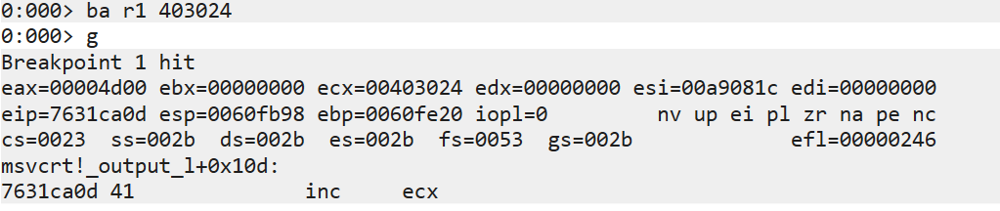 0:000> ba r1 403024
0:000> g
Breakpoint 1 hit
eax=00004d00 ebx=00000000 ecx=00403024 edx=00000000 esi=00a9081c edi=00000000
eip=7631ca0d esp=0060fb98 ebp=0060fe20 iopl=0         nv up ei pl zr na pe nc
cs=0023  ss=002b  ds=002b  es=002b  fs=0053  gs=002b             efl=00000246
msvcrt!_output_l+0x10d:
7631ca0d 41              inc     ecx